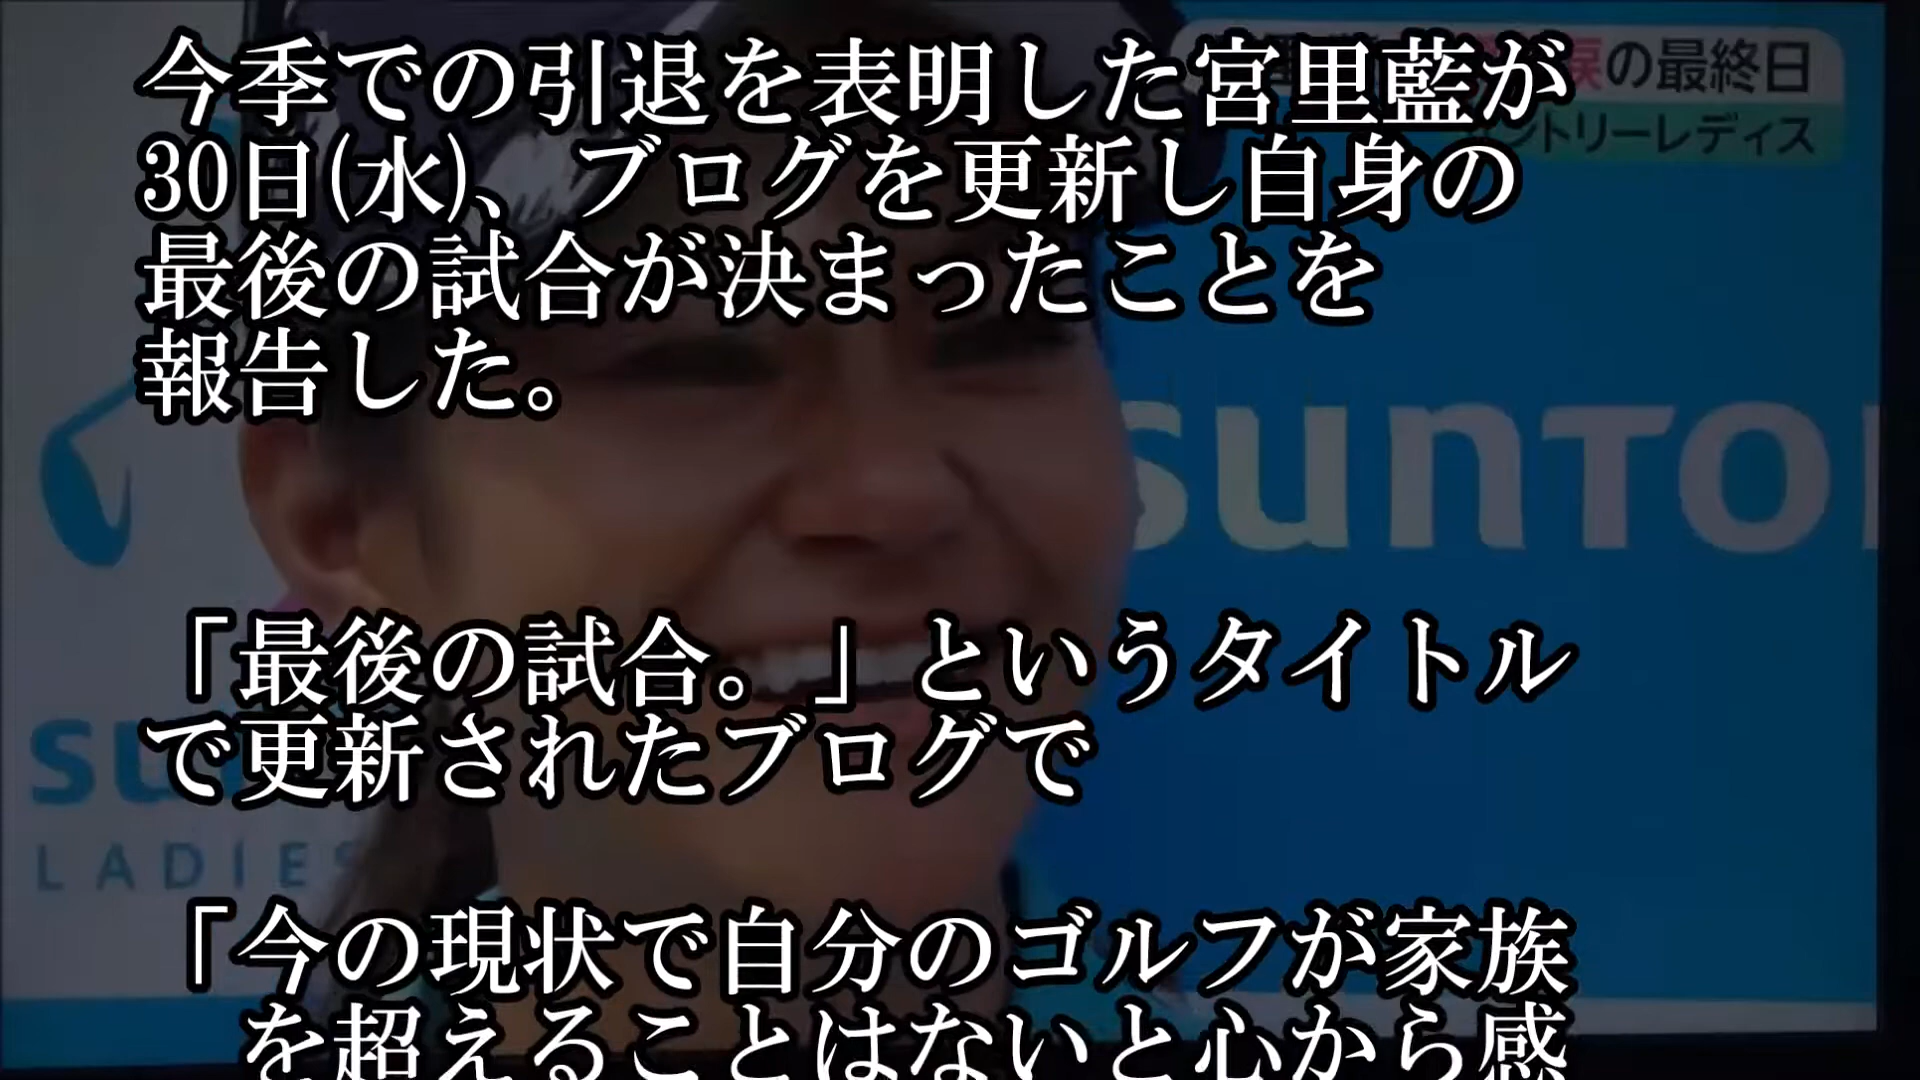 今季での引退を表明した宮里藍が
30日(水)、ブログを更新し自身の
最後の試合が決まったことを
報告した。
「最後の試合。」というタイトル
で更新されたブログで
「今の現状で自分のゴルフが家族
を超えることはないと心から感
涙の最終日
ントリーレディス
SUNTO
su
LADIES